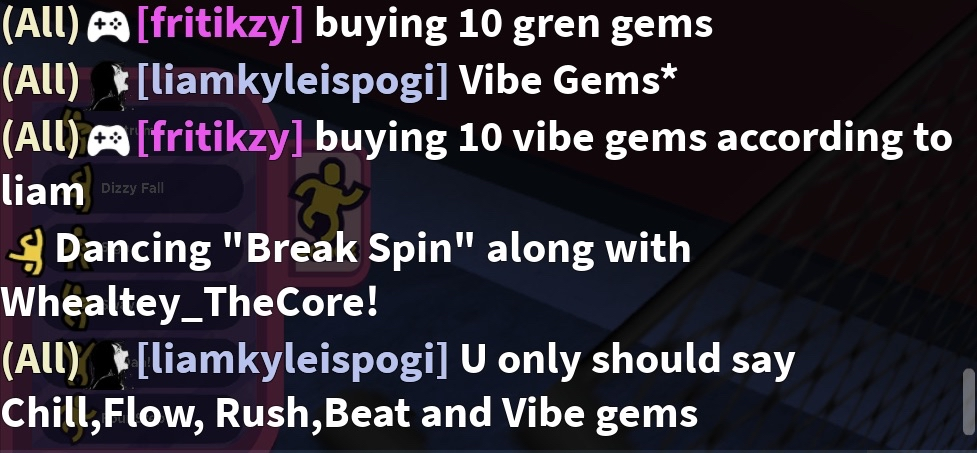 (All) [fritikzy] buying 10 gren gems
(All) [liamkyleispogi] Vibe Gems*
(All) [fritikzy] buying 10 vibe gems according to
liam
Dizzy Fall
Dancing "Break Spin" along with
Whealtey_TheCore!
(All) [liamkyleispogi] U only should say
Chill,Flow, Rush,Beat and Vibe gems